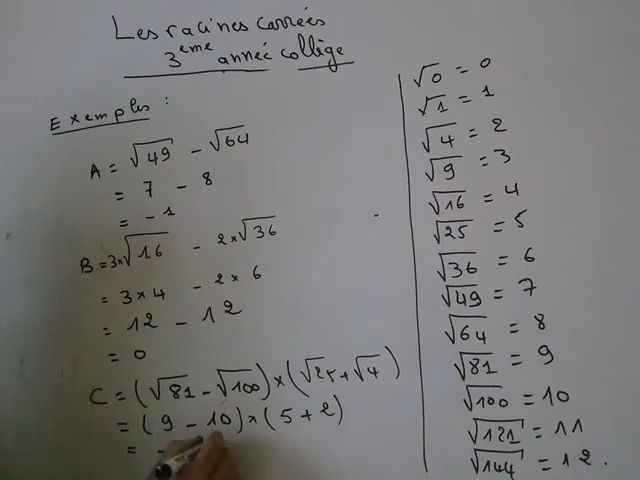 Les racines carrées
3eme année collège
Exemples :
A = √49 - √64
= 7 - 8
= -1
B = 3×√16 - 2×√36
= 3×4 - 2×6
= 12 - 12
= 0
C = (√81 - √100)×(√25+√4)
= (9 - 10)×(5+2)
= -
√0 = 0
√1 = 1
√4 = 2
√9 = 3
√16 = 4
√25 = 5
√36 = 6
√49 = 7
√64 = 8
√81 = 9
√100 = 10
√121 = 11
√144 = 12.